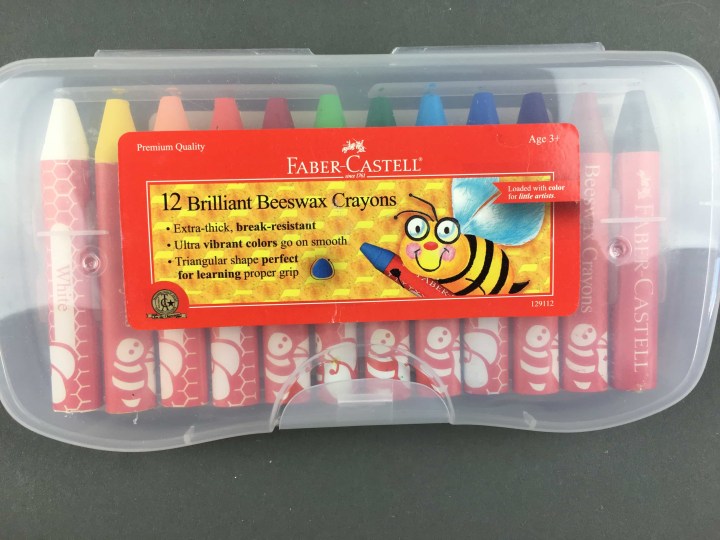 Premium Quality
Age 3+
FABER-CASTELL
since 1761
12 Brilliant Beeswax Crayons
• Extra-thick, break-resistant
• Ultra vibrant colors go on smooth
• Triangular shape perfect
for learning proper grip
Loaded with color
for little artists.
FABER
129112
White
Beeswax Crayons
FABER-CASTELL